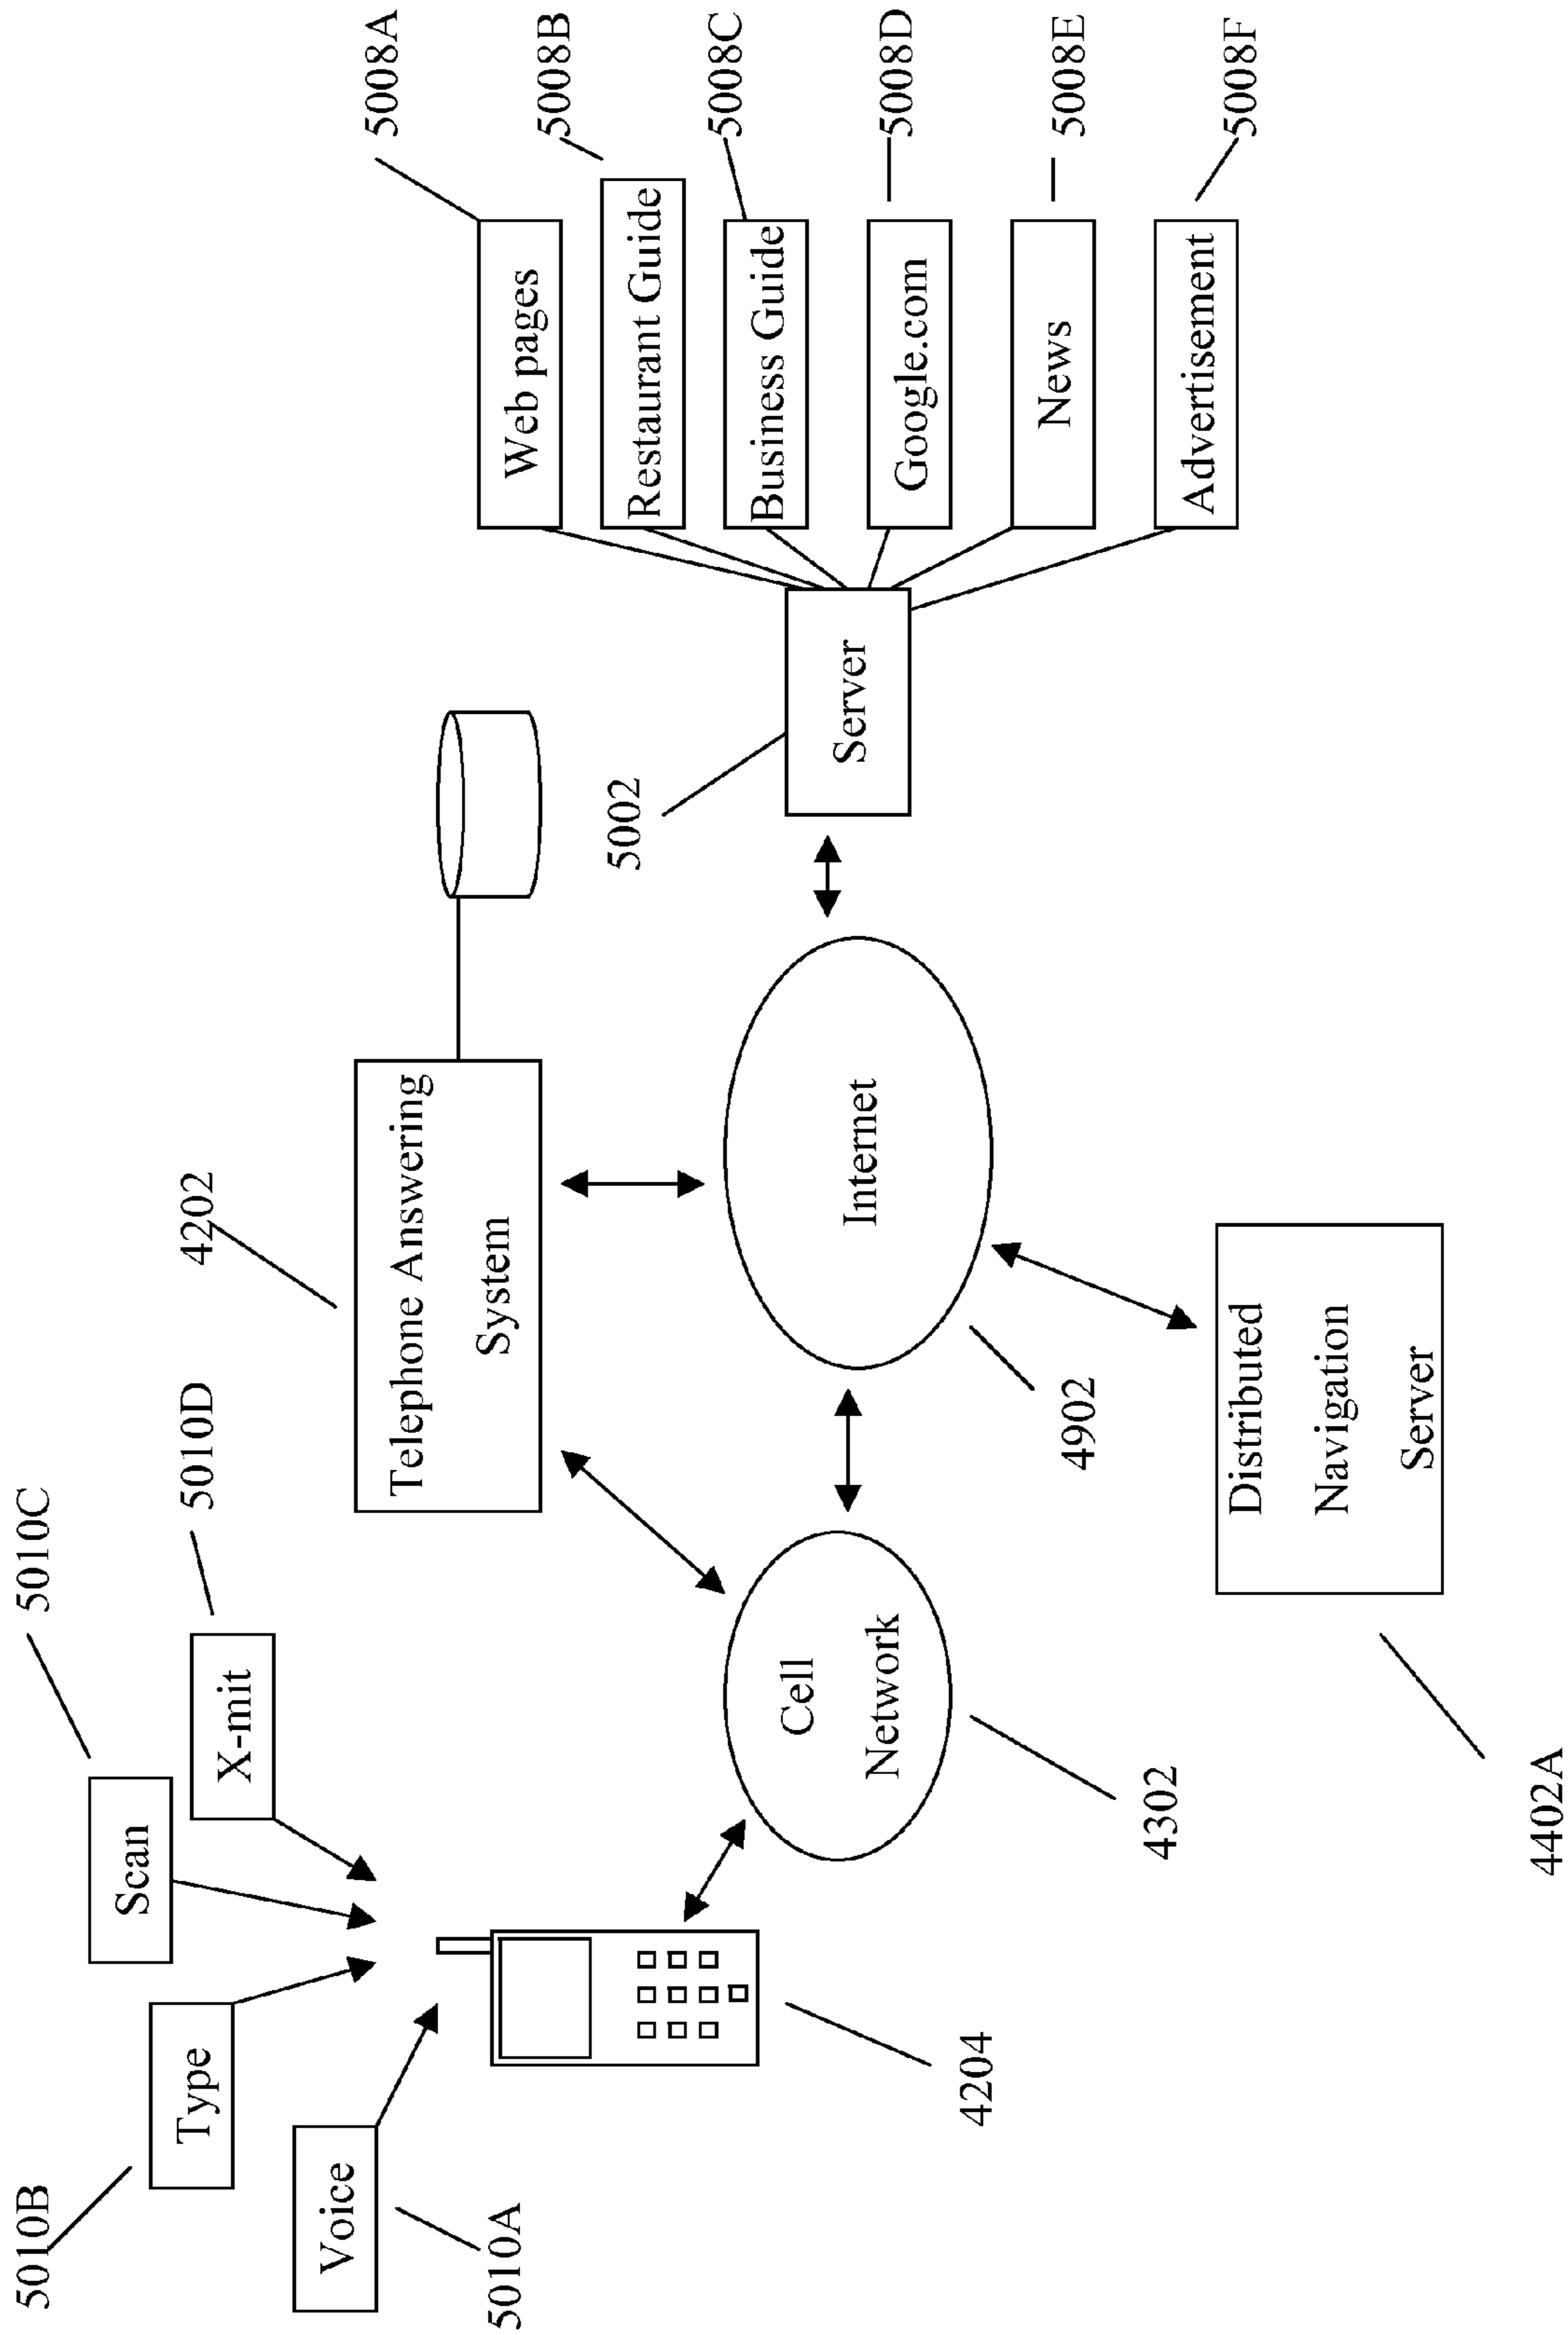 5010B
5010C
Type
Scan
5010D
4202
Voice
X-mit
5010A
Telephone Answering
System
5008A
Web pages
5008B
Restaurant Guide
5002
5008C
Business Guide
4204
Cell
Network
Internet
Server
5008D
Google.com
4302
4902
5008E
News
Distributed
Navigation
Server
5008F
Advertisement
4402A